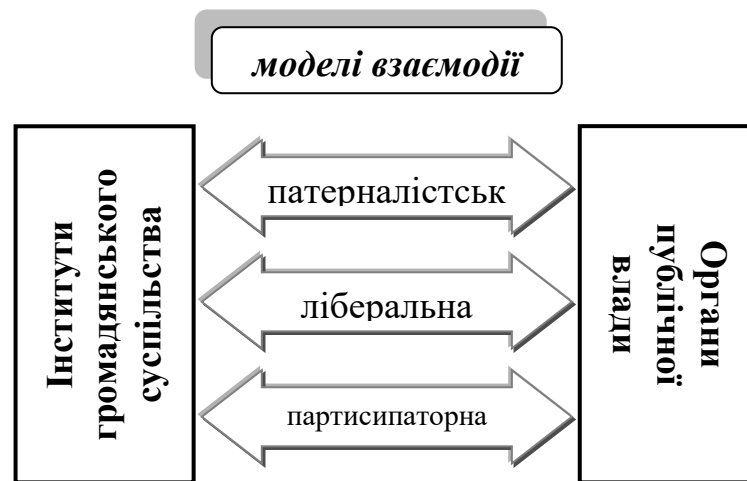 моделі взаємодії
Інститути
громадянського
суспільства
патерналістськ
ліберальна
партисипаторна
Органи
публічної
влади